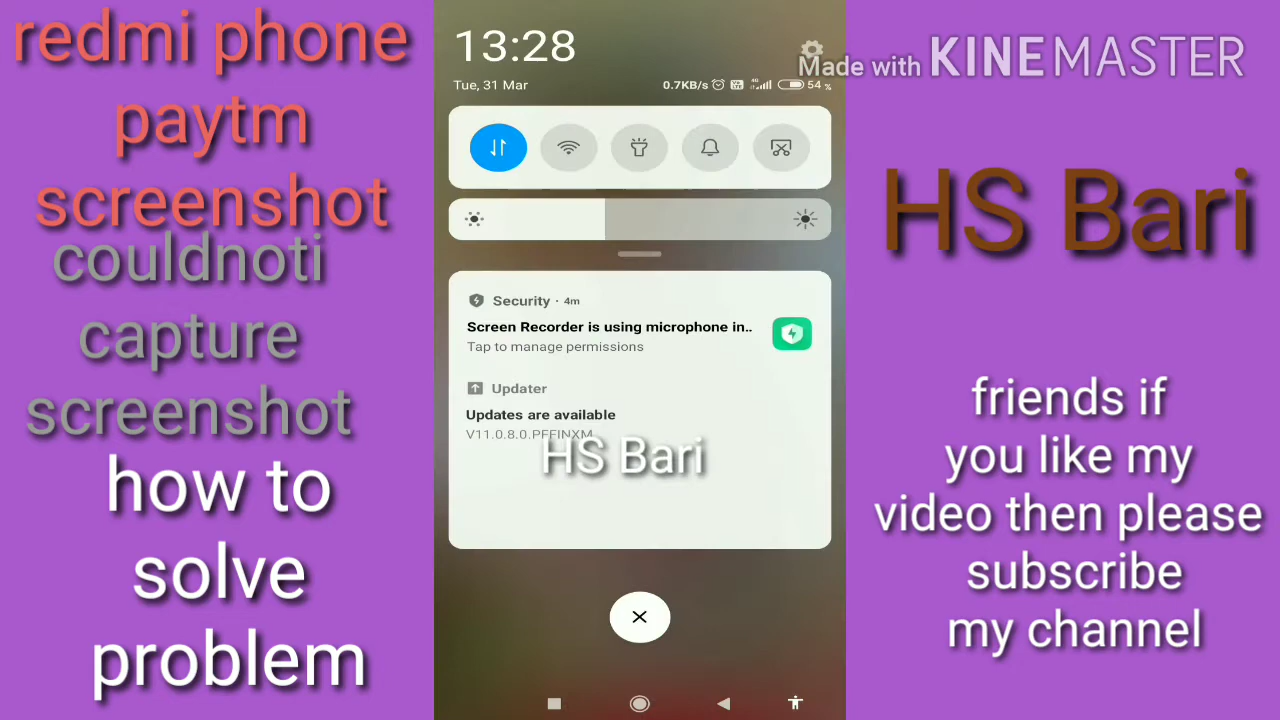 redmi phone
paytm
screenshot
couldnoti
capture
screenshot
how to
solve
problem
13:28
Tue, 31 Mar
0.7KB/s
4G
54 %
Security · 4m
Screen Recorder is using microphone in..
Tap to manage permissions
Updater
Updates are available
V11.0.8.0.PFFINXM
HS Bari
Made with KINEMASTER
HS Bari
friends if
you like my
video then please
subscribe
my channel